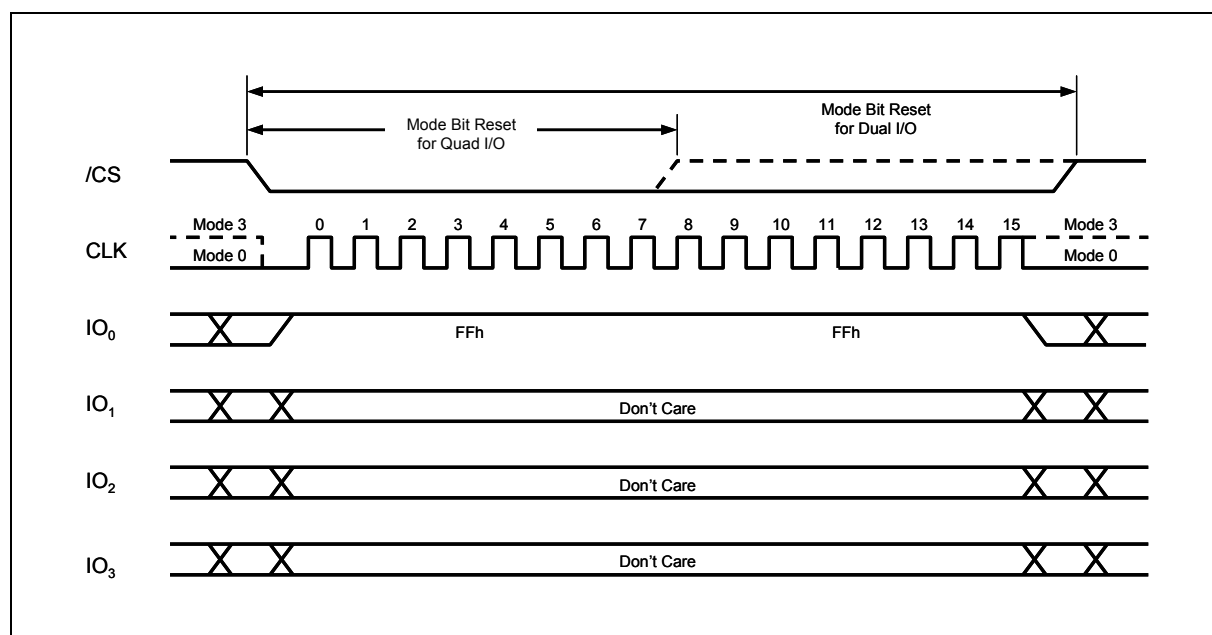 Mode Bit Reset
for Quad I/O
Mode Bit Reset
for Dual I/O
/CS
Mode 3 0 1 2 3 4 5 6 7 8 9 10 11 12 13 14 15 Mode 3
CLK
Mode 0 Mode 0
IO0 FFh FFh
IO1 Don't Care
IO2 Don't Care
IO3 Don't Care